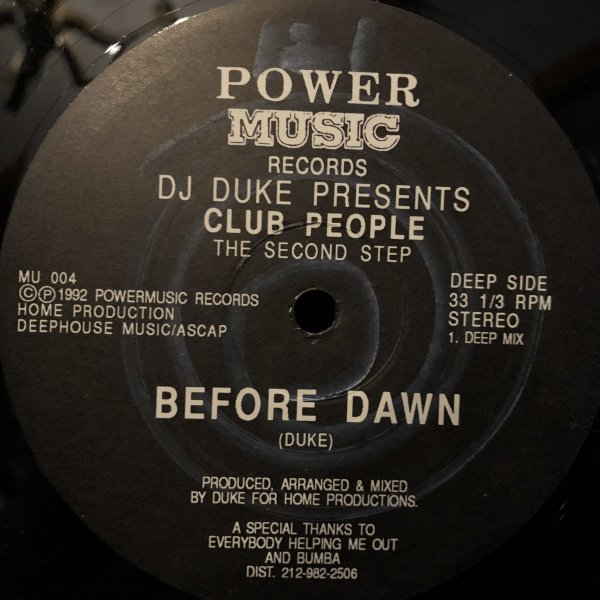 POWER
MUSIC
RECORDS
DJ DUKE PRESENTS
CLUB PEOPLE
THE SECOND STEP
MU 004
©℗1992 POWERMUSIC RECORDS
HOME PRODUCTION
DEEPHOUSE MUSIC/ASCAP
DEEP SIDE
33 1/3 RPM
STEREO
1. DEEP MIX
BEFORE DAWN
(DUKE)
PRODUCED, ARRANGED & MIXED
BY DUKE FOR HOME PRODUCTIONS.
A SPECIAL THANKS TO
EVERYBODY HELPING ME OUT
AND BUMBA
DIST. 212-982-2506